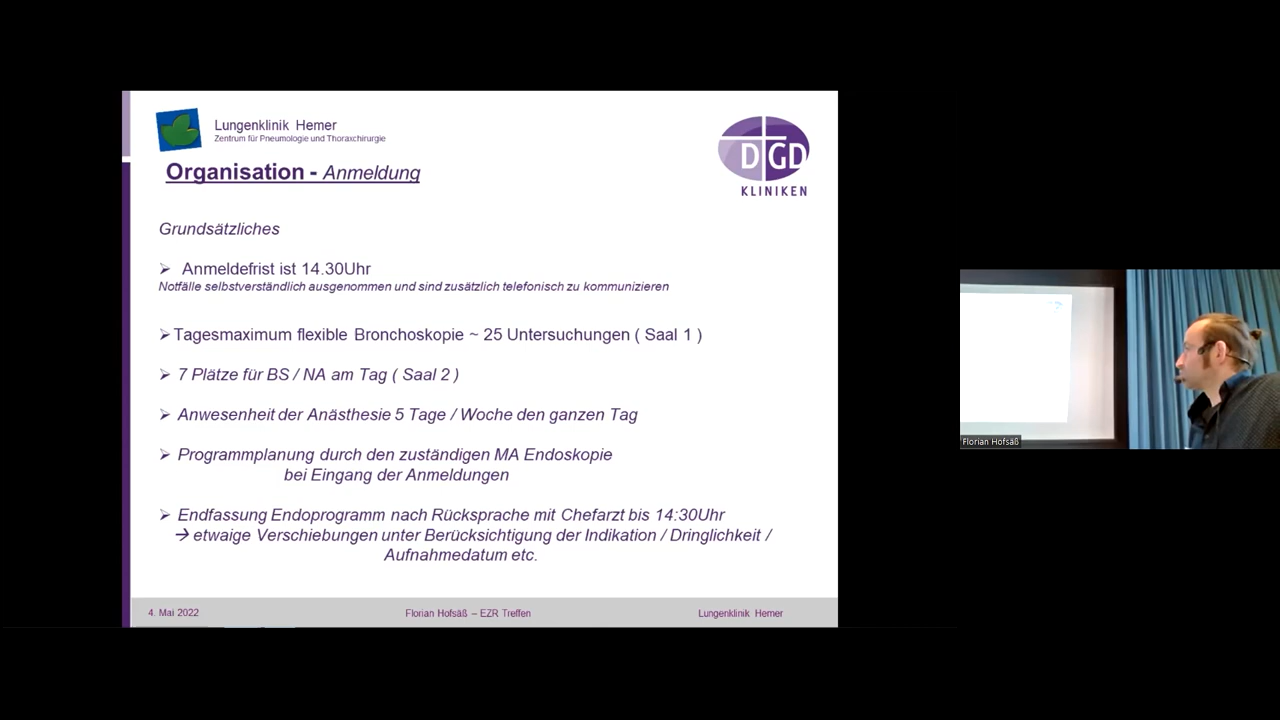 Lungenklinik Hemer
Zentrum für Pneumologie und Thoraxchirurgie
Organisation - Anmeldung
DGD
KLINIKEN
Grundsätzliches
➢ Anmeldefrist ist 14.30Uhr
Notfälle selbstverständlich ausgenommen und sind zusätzlich telefonisch zu kommunizieren
➢ Tagesmaximum flexible Bronchoskopie ~ 25 Untersuchungen ( Saal 1 )
➢ 7 Plätze für BS / NA am Tag ( Saal 2 )
➢ Anwesenheit der Anästhesie 5 Tage / Woche den ganzen Tag
➢ Programmplanung durch den zuständigen MA Endoskopie
bei Eingang der Anmeldungen
➢ Endfassung Endoprogramm nach Rücksprache mit Chefarzt bis 14:30Uhr
→ etwaige Verschiebungen unter Berücksichtigung der Indikation / Dringlichkeit /
Aufnahmedatum etc.
4. Mai 2022
Florian Hofsäß – EZR Treffen
Lungenklinik Hemer
Florian Hofsäß